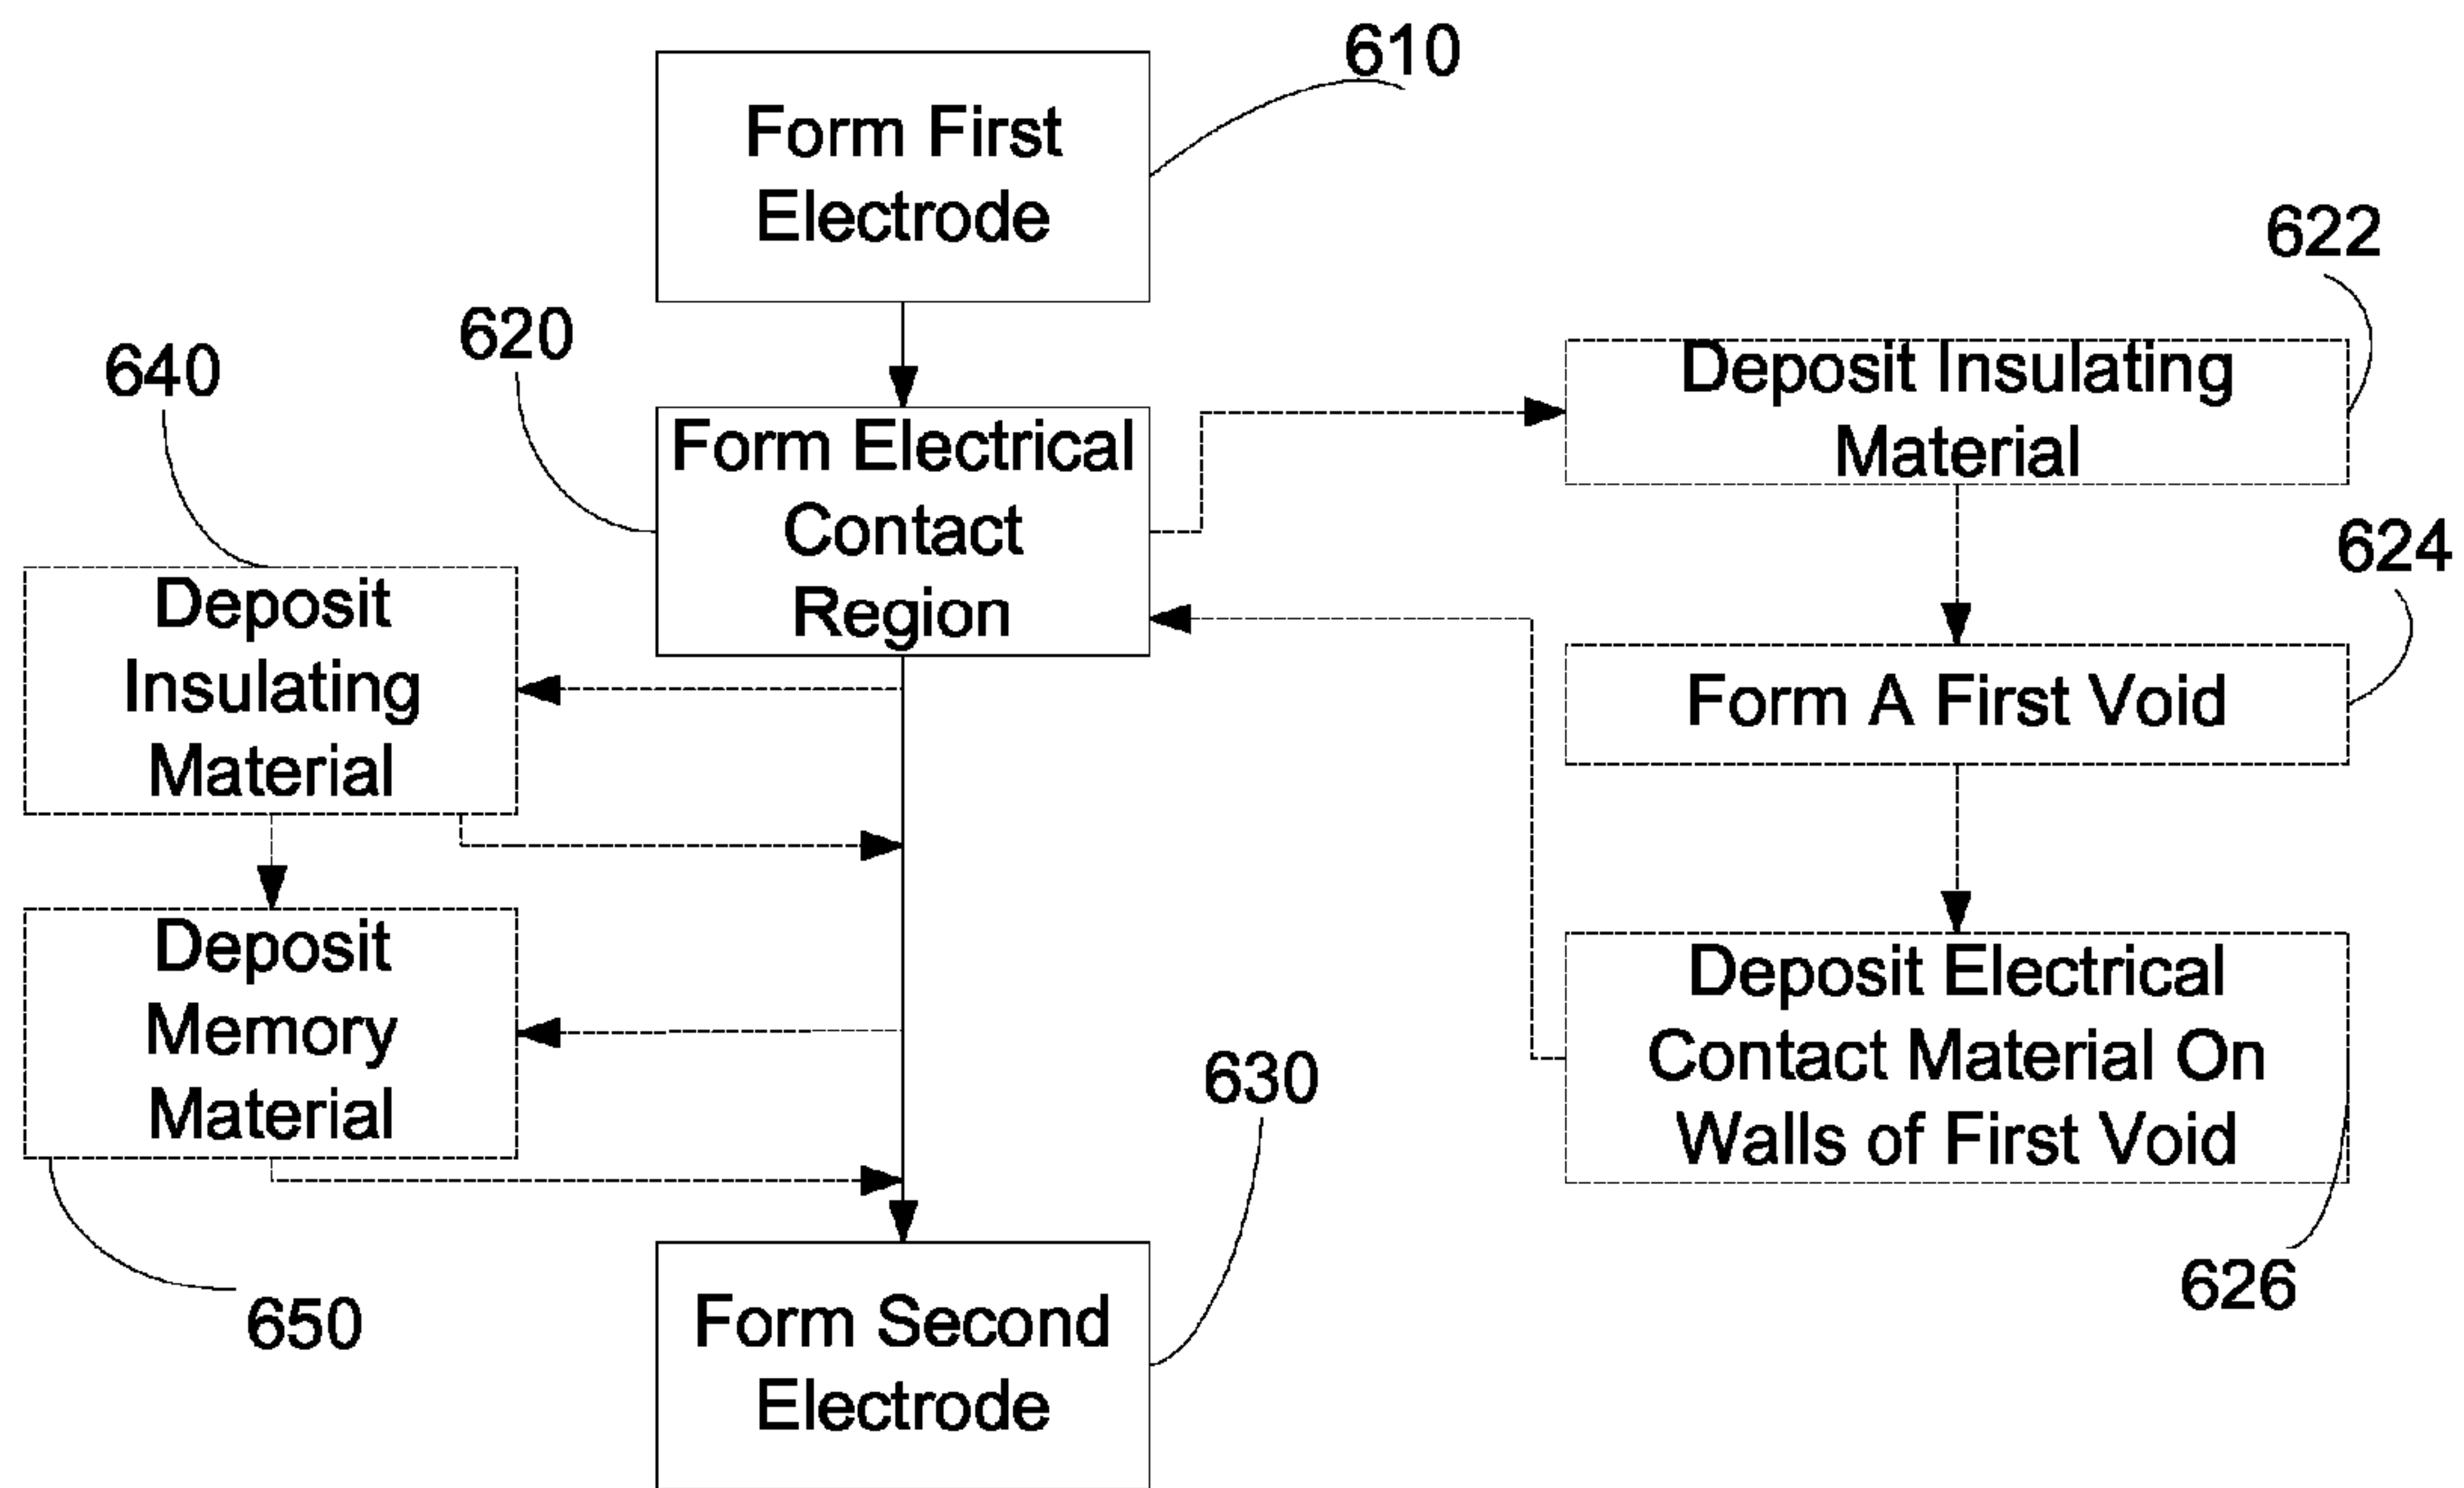 610
Form First
Electrode
622
620
640
Deposit Insulating
Material
Form Electrical
Contact
Region
624
Deposit
Insulating
Material
Form A First Void
Deposit
Memory
Material
Deposit Electrical
Contact Material On
Walls of First Void
630
626
650
Form Second
Electrode